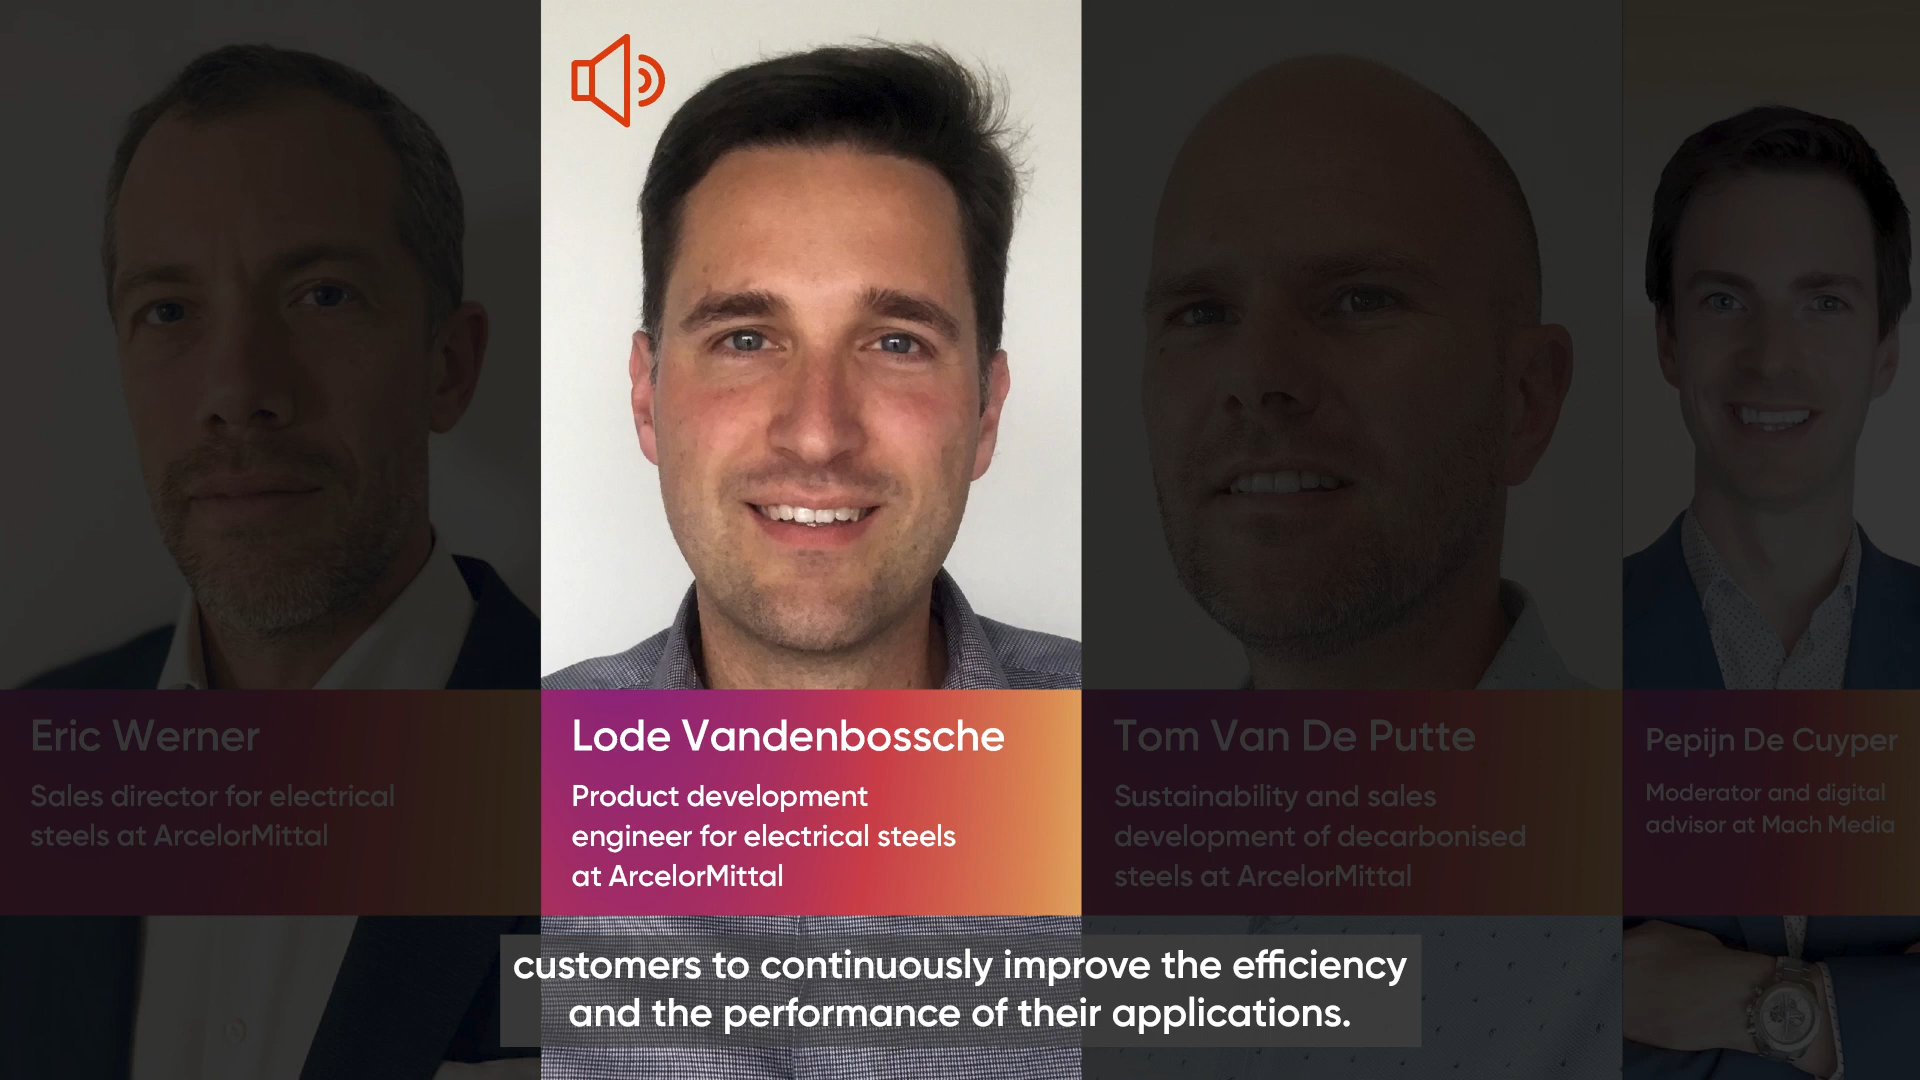 Eric Werner
Sales director for electrical
steels at ArcelorMittal
Lode Vandenbossche
Product development
engineer for electrical steels
at ArcelorMittal
Tom Van De Putte
Sustainability and sales
development of decarbonised
steels at ArcelorMittal
Pepijn De Cuyper
Moderator and digital
advisor at Mach Media
customers to continuously improve the efficiency
and the performance of their applications.